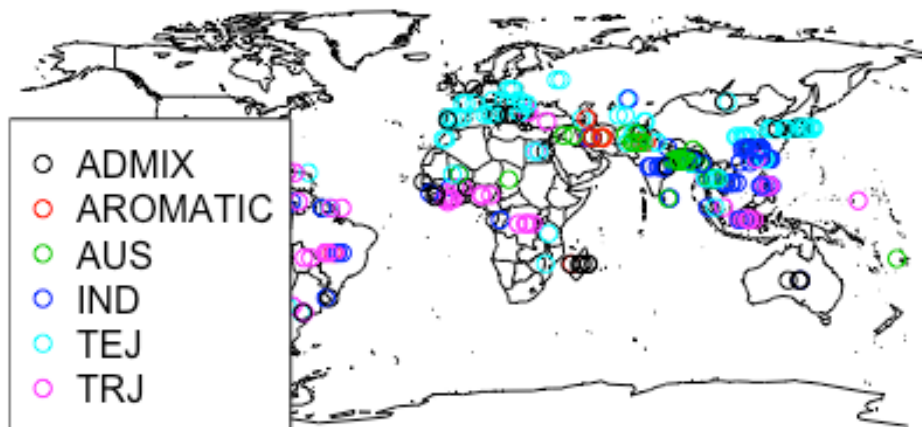 ADMIX
AROMATIC
AUS
IND
TEJ
TRJ